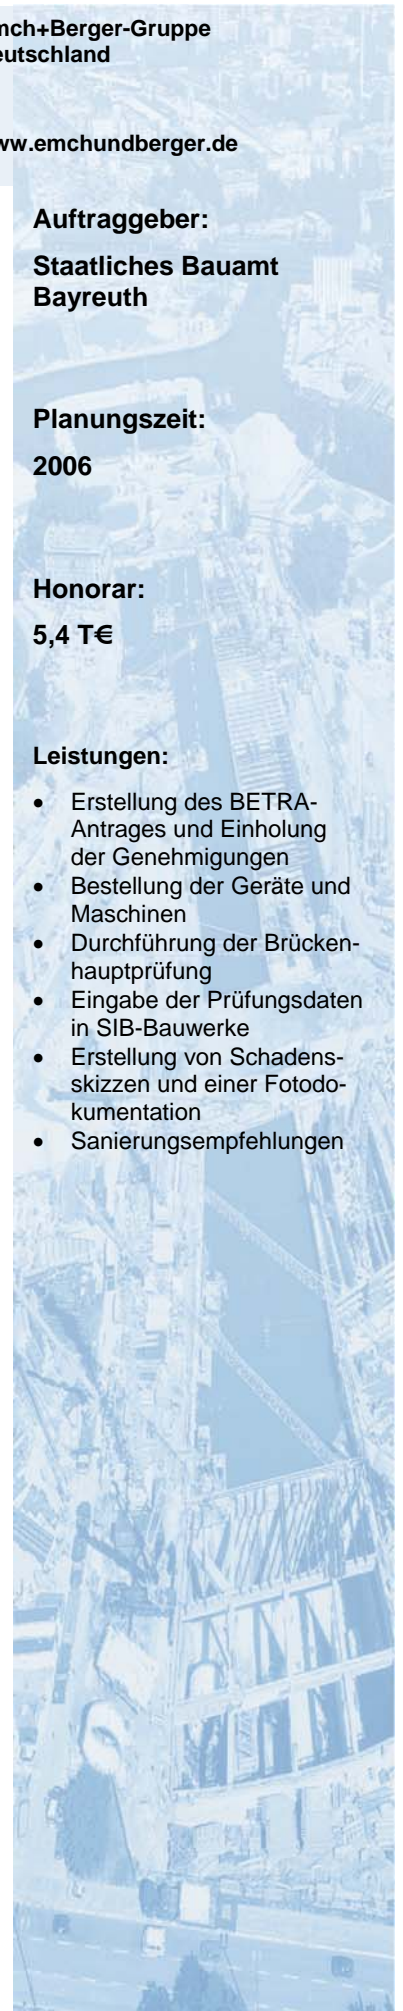 mch+Berger-Gruppe
eutschland
ww.emchundberger.de
Auftraggeber:
Staatliches Bauamt
Bayreuth
Planungszeit:
2006
Honorar:
5,4 T€
Leistungen:
• Erstellung des BETRA-
Antrages und Einholung
der Genehmigungen
• Bestellung der Geräte und
Maschinen
• Durchführung der Brücken-
hauptprüfung
• Eingabe der Prüfungsdaten
in SIB-Bauwerke
• Erstellung von Schadens-
skizzen und einer Fotodo-
kumentation
• Sanierungsempfehlungen